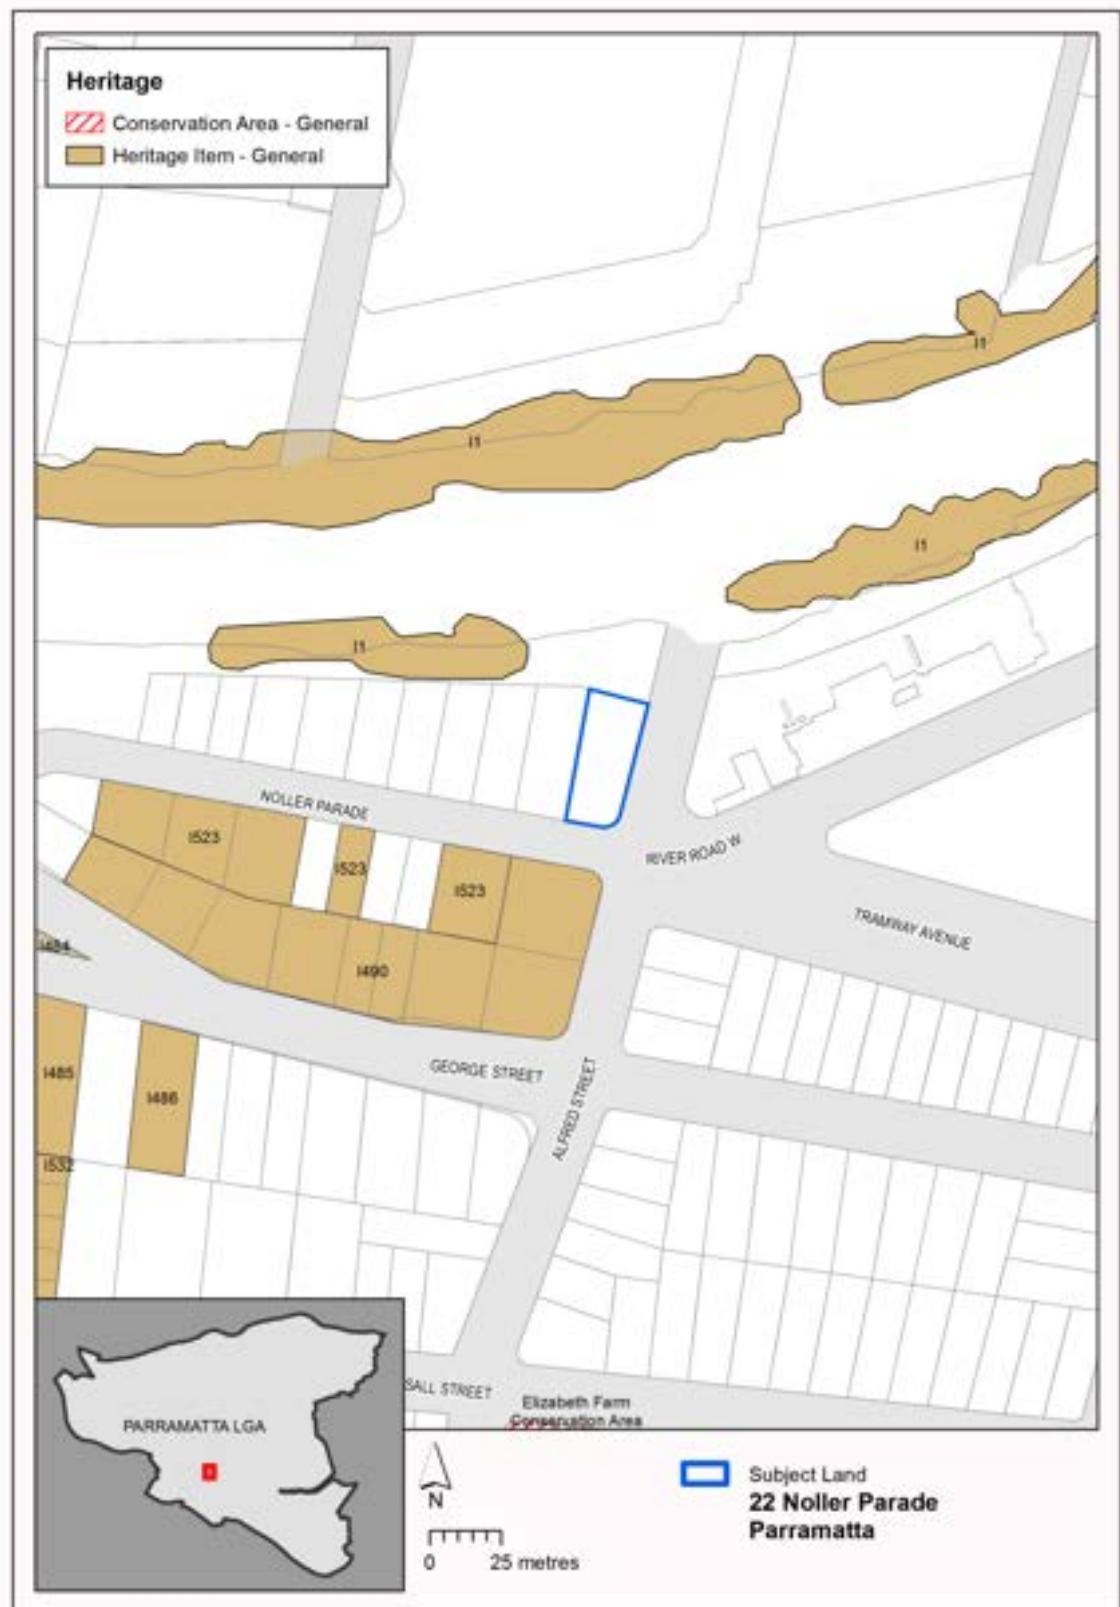 Heritage
Conservation Area - General
Heritage Item - General
I1
I1
I1
I1
NOLLER PARADE
I523
I523
I523
RIVER ROAD W
TRAMWAY AVENUE
I484
I490
GEORGE STREET
ALFRED STREET
I485
I486
I532
SALL STREET
Elizabeth Farm
Conservation Area
PARRAMATTA LGA
N
0 25 metres
Subject Land
22 Noller Parade
Parramatta